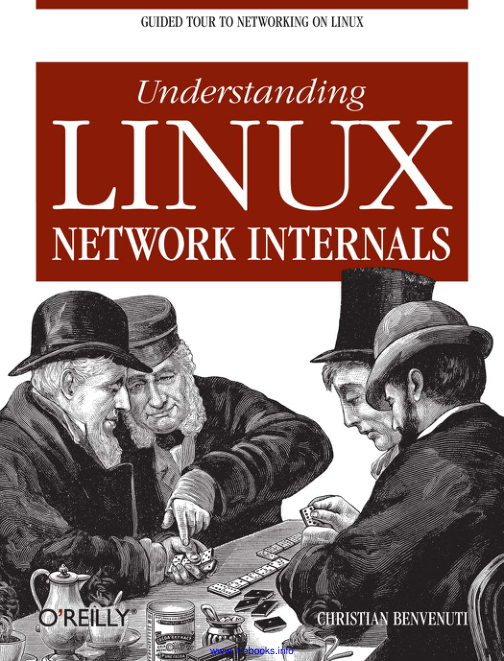 GUIDED TOUR TO NETWORKING ON LINUX
Understanding
LINUX
NETWORK INTERNALS
O'REILLY®
CHRISTIAN BENVENUTI